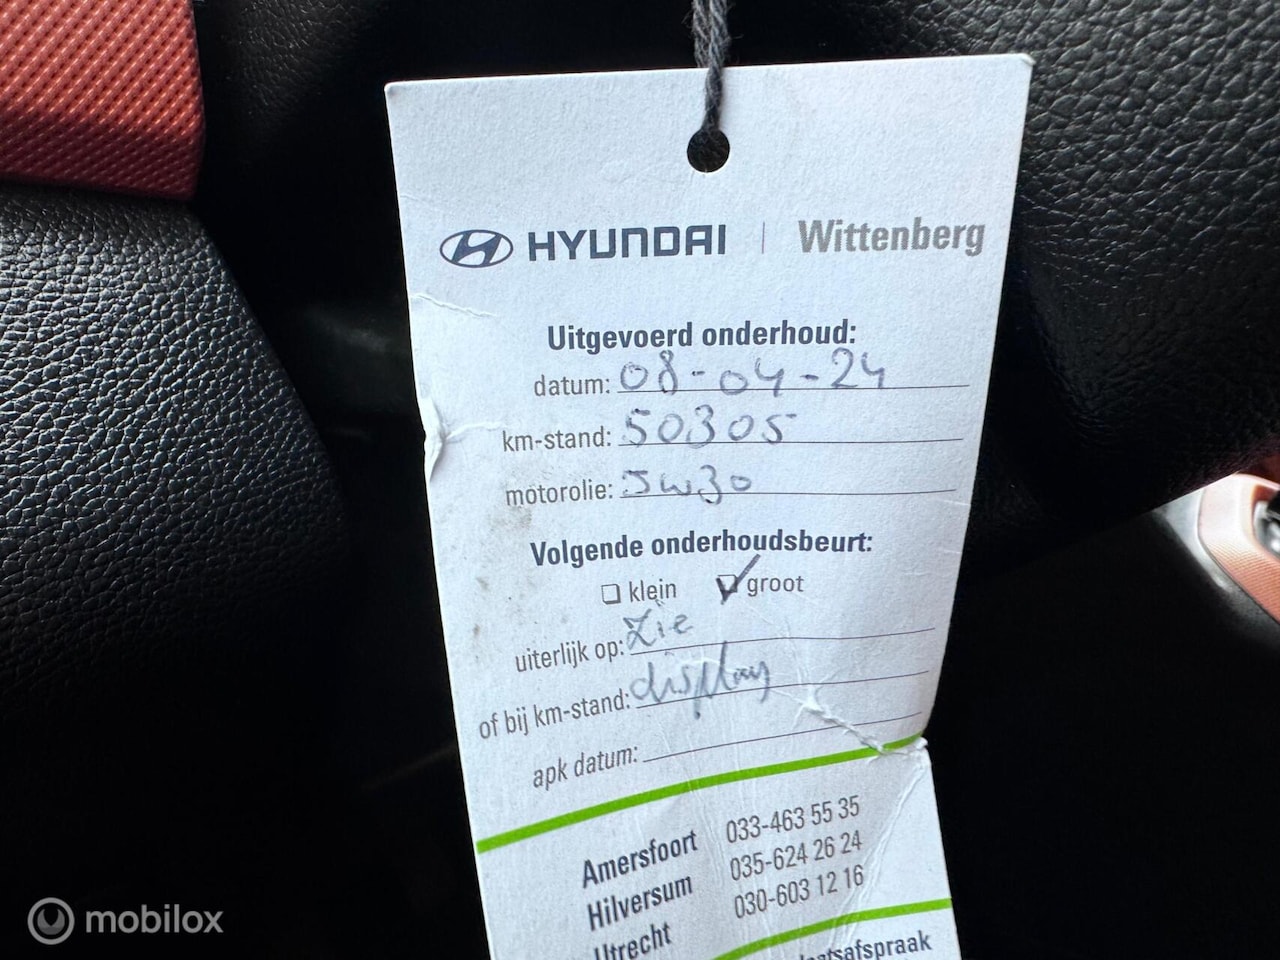 HYUNDAI | Wittenberg
Uitgevoerd onderhoud:
datum: 08-04-24
km-stand: 50305
motorolie: 5w30
Volgende onderhoudsbeurt:
klein groot
uiterlijk op: Zie
of bij km-stand: display
apk datum:
Amersfoort 033-463 55 35
Hilversum 035-624 26 24
Utrecht 030-603 12 16
mobilox